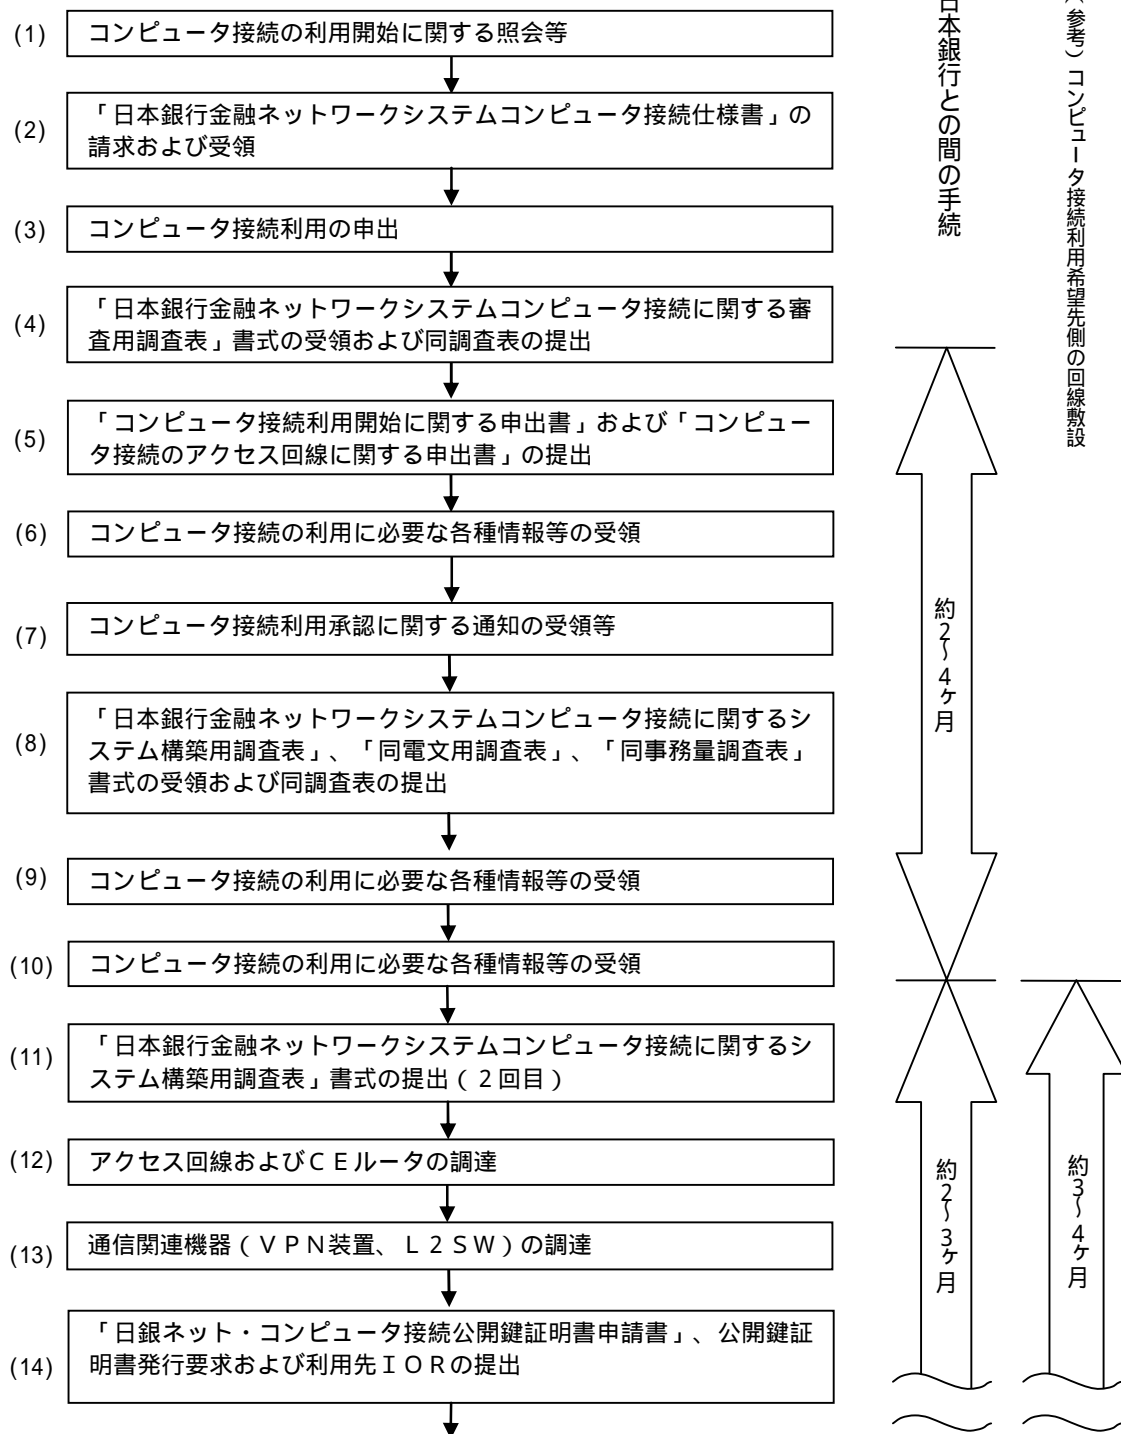 (1) コンピュータ接続の利用開始に関する照会等
(2) 「日本銀行金融ネットワークシステムコンピュータ接続仕様書」の
請求および受領
(3) コンピュータ接続利用の申出
(4) 「日本銀行金融ネットワークシステムコンピュータ接続に関する審
査用調査表」書式の受領および同調査表の提出
(5) 「コンピュータ接続利用開始に関する申出書」および「コンピュー
タ接続のアクセス回線に関する申出書」の提出
(6) コンピュータ接続の利用に必要な各種情報等の受領
(7) コンピュータ接続利用承認に関する通知の受領等
(8) 「日本銀行金融ネットワークシステムコンピュータ接続に関するシ
ステム構築用調査表」、「同電文用調査表」、「同事務量調査表」
書式の受領および同調査表の提出
(9) コンピュータ接続の利用に必要な各種情報等の受領
(10) コンピュータ接続の利用に必要な各種情報等の受領
(11) 「日本銀行金融ネットワークシステムコンピュータ接続に関するシ
ステム構築用調査表」書式の提出(2回目)
(12) アクセス回線およびCEルータの調達
(13) 通信関連機器(VPN装置、L2SW)の調達
(14) 「日銀ネット・コンピュータ接続公開鍵証明書申請書」、公開鍵証
明書発行要求および利用先IORの提出
日本銀行との間の手続
(参考)コンピュータ接続利用希望先側の回線敷設
約2~4ヶ月
約2~3ヶ月
約3~4ヶ月